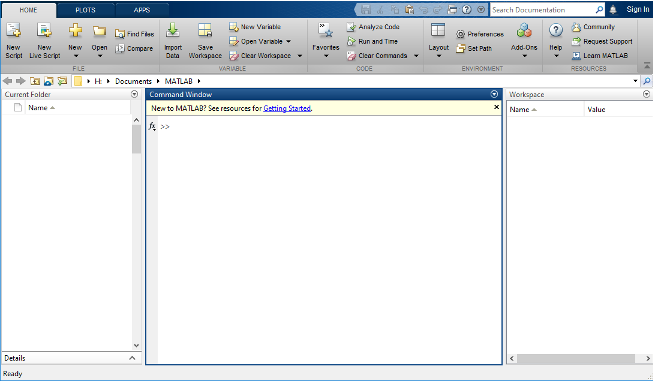 HOME PLOTS APPS Search Documentation Sign In
New Script
New Live Script
New
Open
Find Files
Compare
Import Data
Save Workspace
New Variable
Open Variable
Clear Workspace
Favorites
Analyze Code
Run and Time
Clear Commands
Layout
Preferences
Set Path
Add-Ons
Help
Community
Request Support
Learn MATLAB
FILE VARIABLE CODE ENVIRONMENT RESOURCES
H: Documents MATLAB
Current Folder
Name
Command Window
New to MATLAB? See resources for Getting Started.
fx >>
Workspace
Name Value
Details
Ready